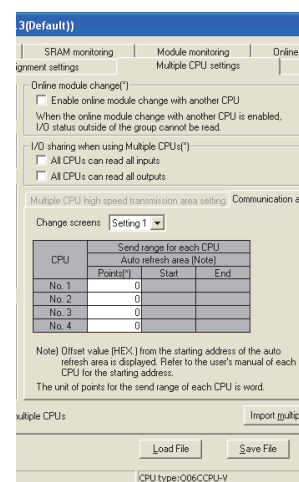 .3(Default))
SRAM monitoring Module monitoring Online
ignment settings Multiple CPU settings
Online module change(*)
Enable online module change with another CPU
When the online module change with another CPU is enabled,
I/O status outside of the group cannot be read.
I/O sharing when using Multiple CPUs(*)
All CPUs can read all inputs
All CPUs can read all outputs
Multiple CPU high speed transmission area setting Communication a
Change screens Setting 1
CPU Send range for each CPU
Auto refresh area (Note)
Points(*) Start End
No. 1 0
No. 2 0
No. 3 0
No. 4 0
Note) Offset value (HEX.) from the starting address of the auto
refresh area is displayed. Refer to the user's manual of each
CPU for the starting address.
The unit of points for the send range of each CPU is word.
ultiple CPUs Import multip
Load File Save File
CPU type:Q06CCPU-V